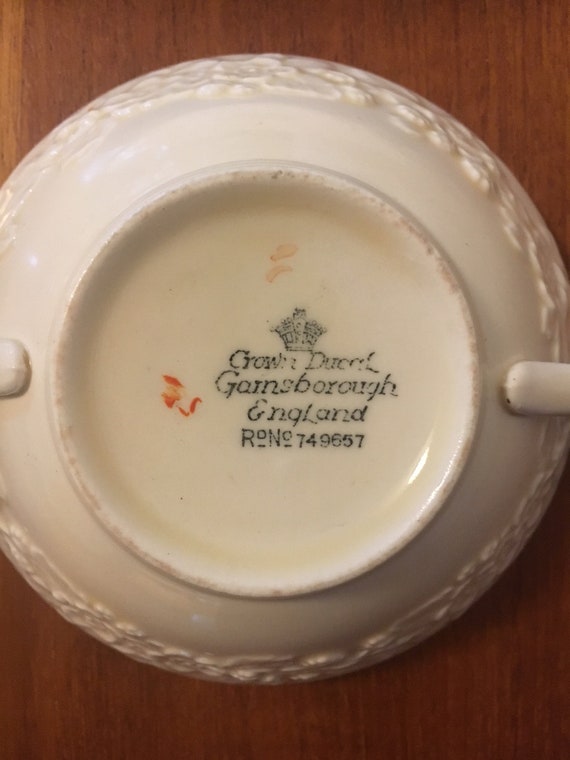 Crown Ducal
Gainsborough
England
RᴰNº 749657